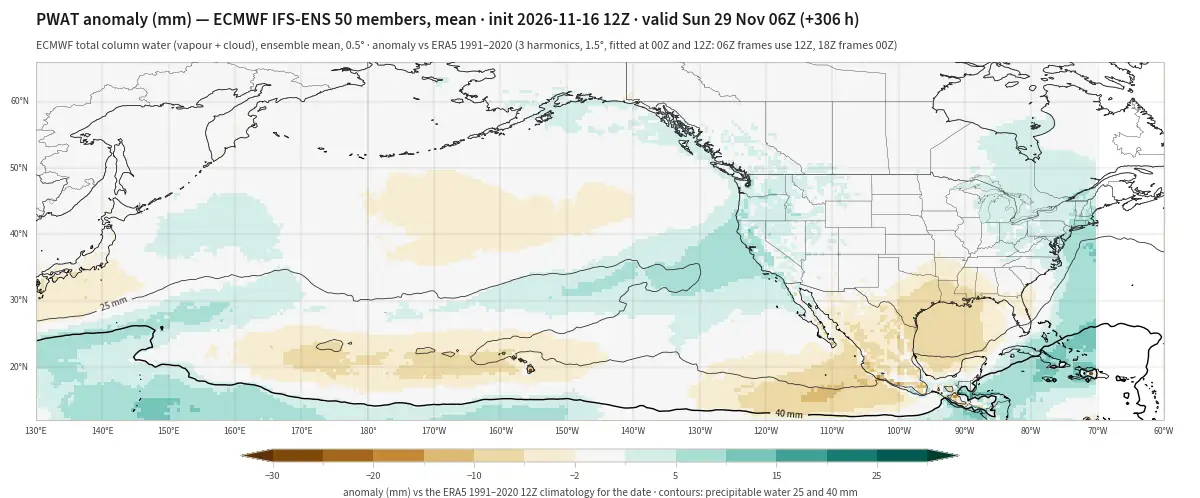 PWAT anomaly (mm) — ECMWF IFS-ENS 50 members, mean · init 2026-11-16 12Z · valid Sun 29 Nov 06Z (+306 h)
ECMWF total column water (vapour + cloud), ensemble mean, 0.5° · anomaly vs ERA5 1991–2020 (3 harmonics, 1.5°, fitted at 00Z and 12Z: 06Z frames use 12Z, 18Z frames 00Z)
60°N
50°N
40°N
30°N
20°N
25 mm
40 mm
130°E 140°E 150°E 160°E 170°E 180° 170°W 160°W 150°W 140°W 130°W 120°W 110°W 100°W 90°W 80°W 70°W 60°W
−30 −20 −10 −2 5 15 25
anomaly (mm) vs the ERA5 1991–2020 12Z climatology for the date · contours: precipitable water 25 and 40 mm